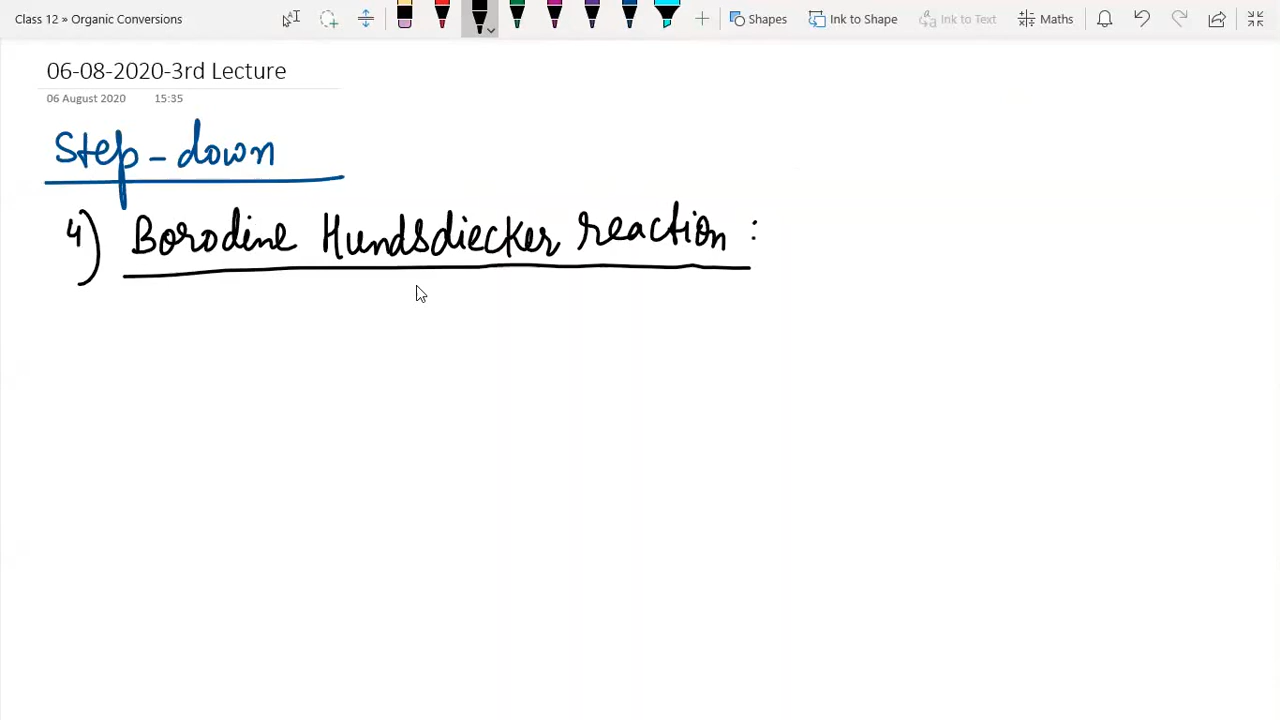 Class 12 » Organic Conversions
Shapes
Ink to Shape
Ink to Text
Maths
06-08-2020-3rd Lecture
06 August 2020 15:35
Step-down
4) Borodine Hundsdiecker reaction :